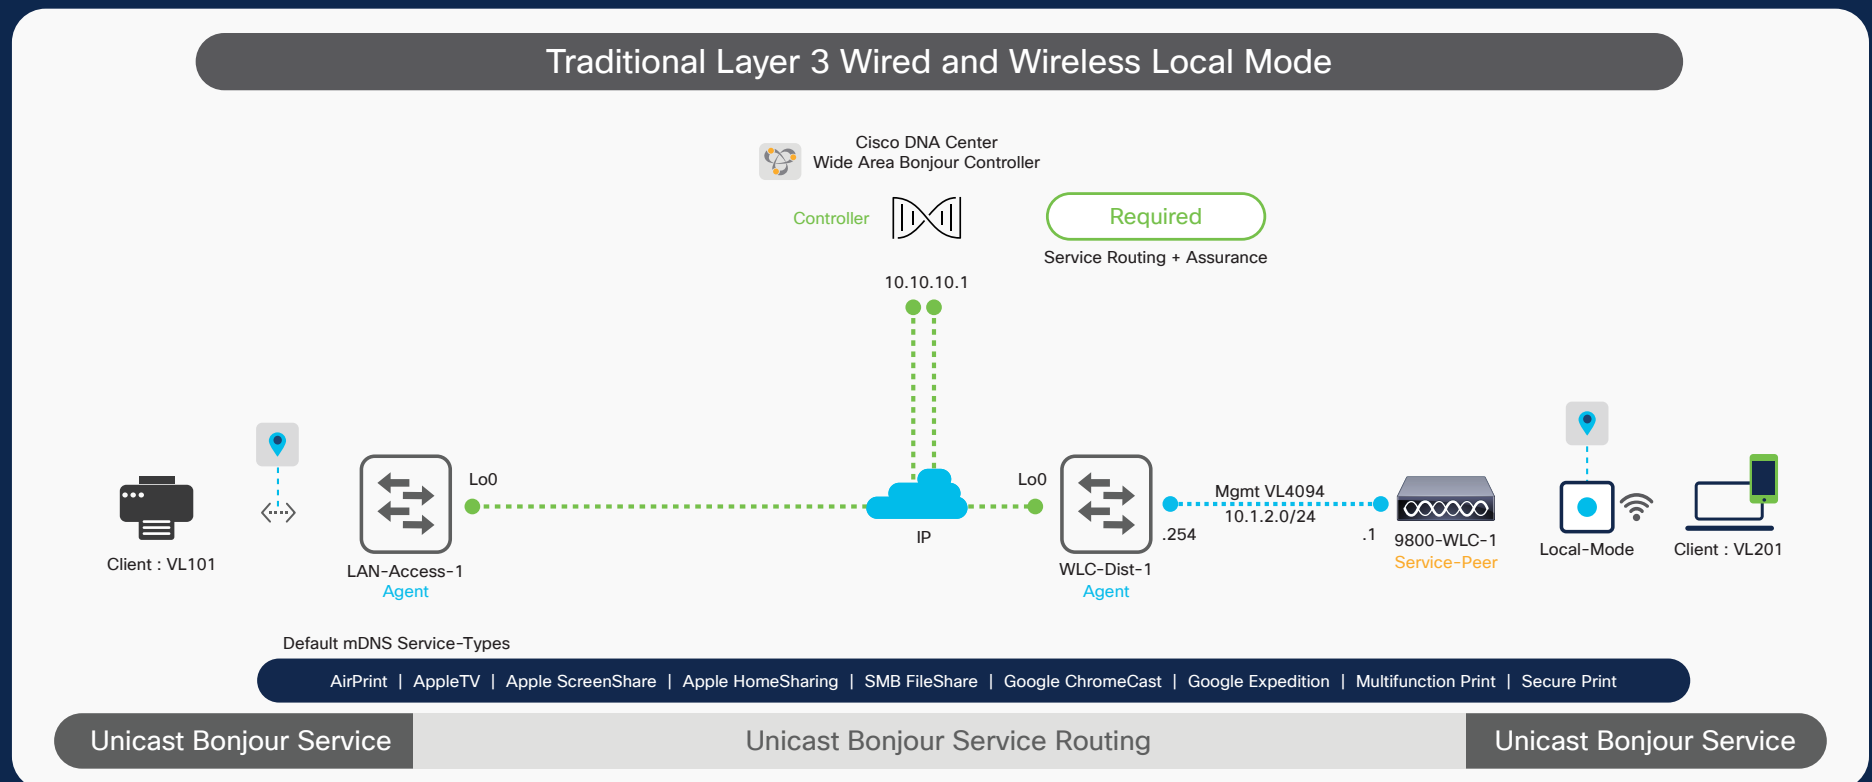 Traditional Layer 3 Wired and Wireless Local Mode
Cisco DNA Center
Wide Area Bonjour Controller
Controller
Required
Service Routing + Assurance
10.10.10.1
Lo0
Lo0
Mgmt VL4094
10.1.2.0/24
.254
.1
IP
Client : VL101
LAN-Access-1
Agent
WLC-Dist-1
Agent
9800-WLC-1
Service-Peer
Local-Mode
Client : VL201
Default mDNS Service-Types
AirPrint | AppleTV | Apple ScreenShare | Apple HomeSharing | SMB FileShare | Google ChromeCast | Google Expedition | Multifunction Print | Secure Print
Unicast Bonjour Service
Unicast Bonjour Service Routing
Unicast Bonjour Service